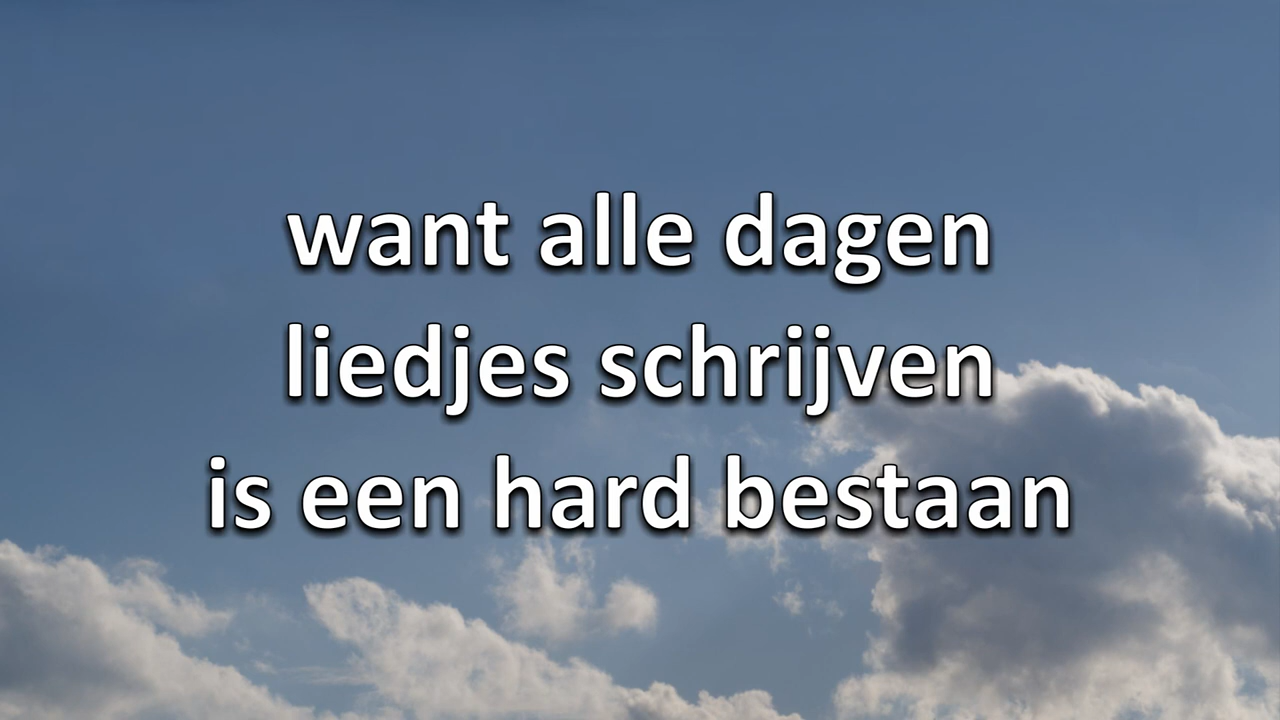 want alle dagen
liedjes schrijven
is een hard bestaan